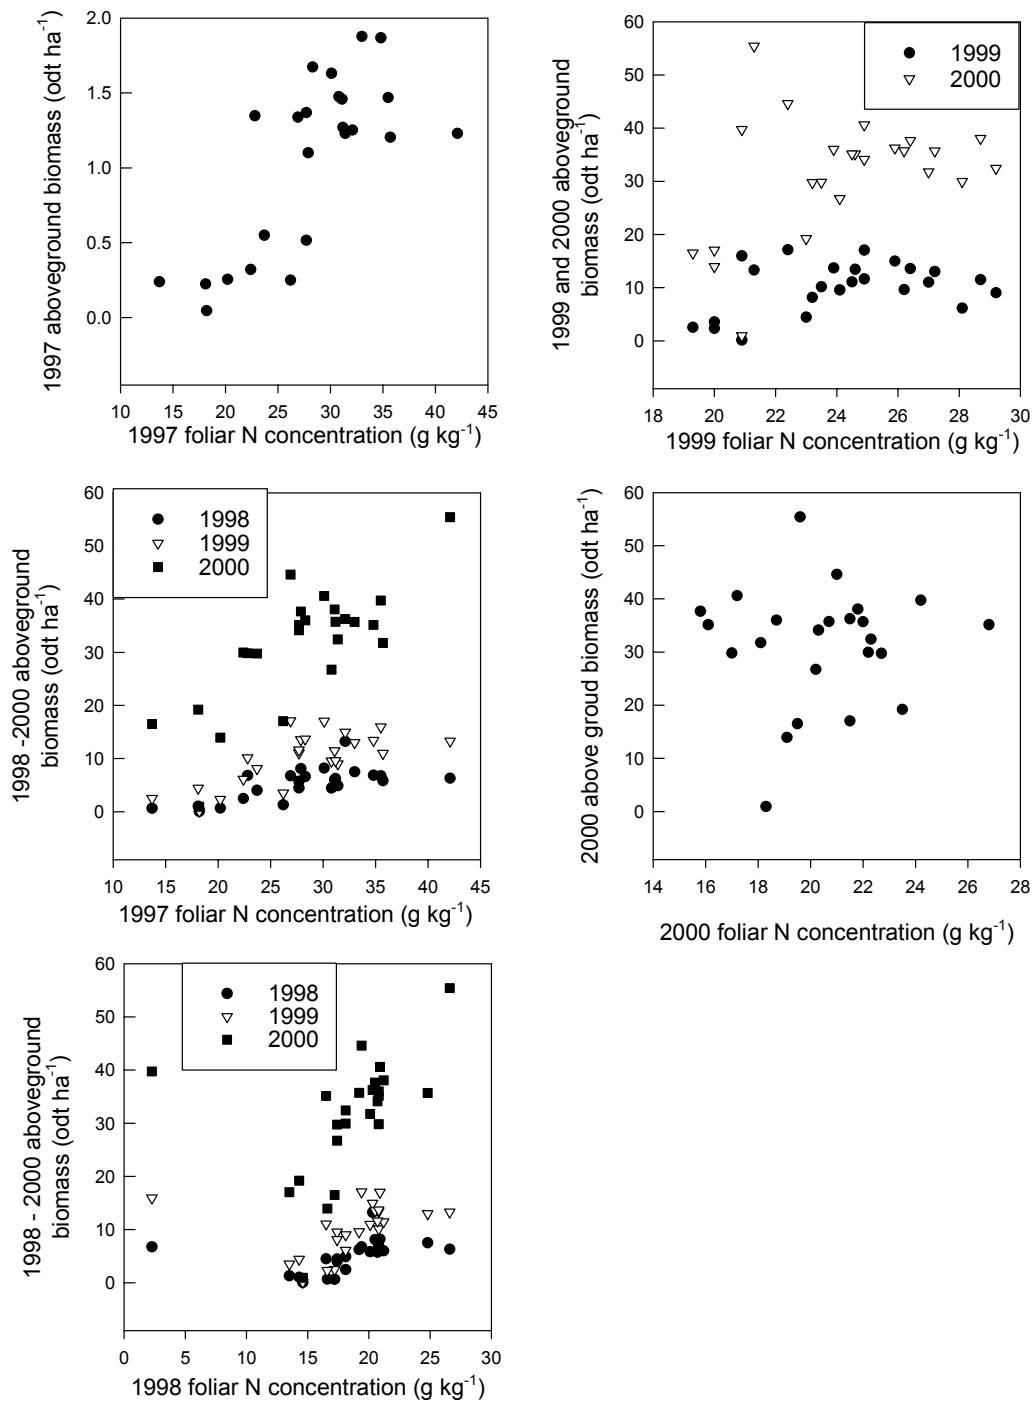 1997 aboveground biomass (odt ha-1)
2.0
1.5
1.0
0.5
0.0
10 15 20 25 30 35 40 45
1997 foliar N concentration (g kg-1)
1999 and 2000 aboveground
biomass (odt ha-1)
60
50
40
30
20
10
0
1999
2000
18 20 22 24 26 28 30
1999 foliar N concentration (g kg-1)
1998 -2000 aboveground
biomass (odt ha-1)
60
50
40
30
20
10
0
1998
1999
2000
10 15 20 25 30 35 40 45
1997 foliar N concentration (g kg-1)
2000 above groud biomass (odt ha-1)
60
50
40
30
20
10
0
14 16 18 20 22 24 26 28
2000 foliar N concentration (g kg-1)
1998 - 2000 aboveground
biomass (odt ha-1)
60
50
40
30
20
10
0
1998
1999
2000
0 5 10 15 20 25 30
1998 foliar N concentration (g kg-1)